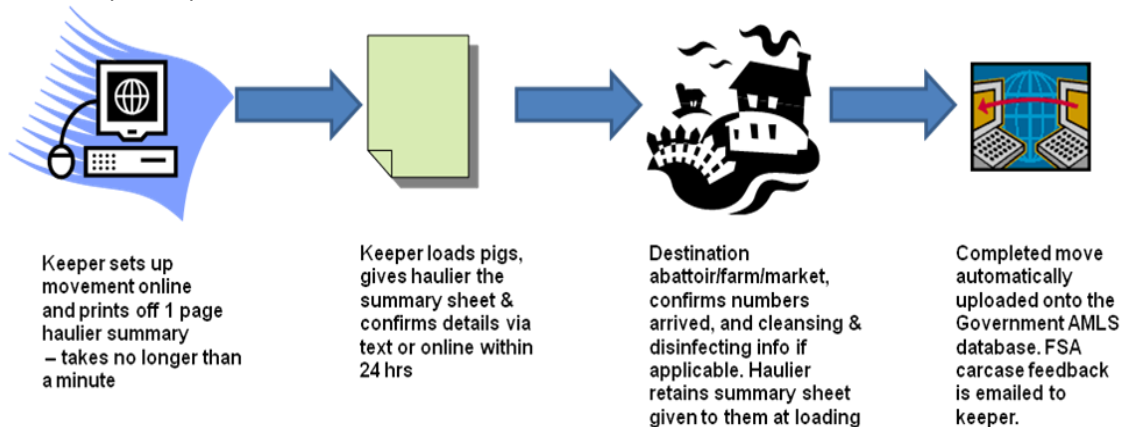 Keeper sets up
movement online
and prints off 1 page
haulier summary
– takes no longer than
a minute
Keeper loads pigs,
gives haulier the
summary sheet &
confirms details via
text or online within
24 hrs
Destination
abattoir/farm/market,
confirms numbers
arrived, and cleansing &
disinfecting info if
applicable. Haulier
retains summary sheet
given to them at loading
Completed move
automatically
uploaded onto the
Government AMLS
database. FSA
carcase feedback
is emailed to
keeper.